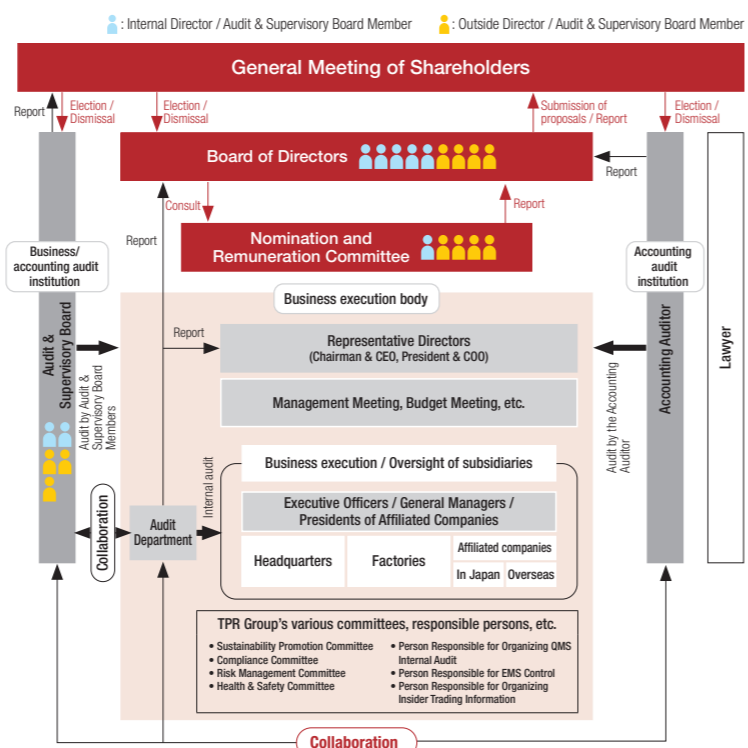 : Internal Director / Audit & Supervisory Board Member
: Outside Director / Audit & Supervisory Board Member
General Meeting of Shareholders
Report
Election /
Dismissal
Election /
Dismissal
Submission of
proposals / Report
Election /
Dismissal
Board of Directors
Report
Consult
Report
Report
Nomination and
Remuneration Committee
Business/
accounting audit
institution
Accounting
audit
institution
Audit &
Supervisory Board
Accounting Auditor
Lawyer
Business execution body
Report
Representative Directors
(Chairman & CEO, President & COO)
Management Meeting, Budget Meeting, etc.
Audit by Audit &
Supervisory Board
Members
Audit by the Accounting
Auditor
Internal audit
Business execution / Oversight of subsidiaries
Executive Officers / General Managers /
Presidents of Affiliated Companies
Collaboration
Audit
Department
Headquarters
Factories
Affiliated companies
In Japan
Overseas
TPR Group's various committees, responsible persons, etc.
• Sustainability Promotion Committee
• Compliance Committee
• Risk Management Committee
• Health & Safety Committee
• Person Responsible for Organizing QMS
Internal Audit
• Person Responsible for EMS Control
• Person Responsible for Organizing
Insider Trading Information
Collaboration